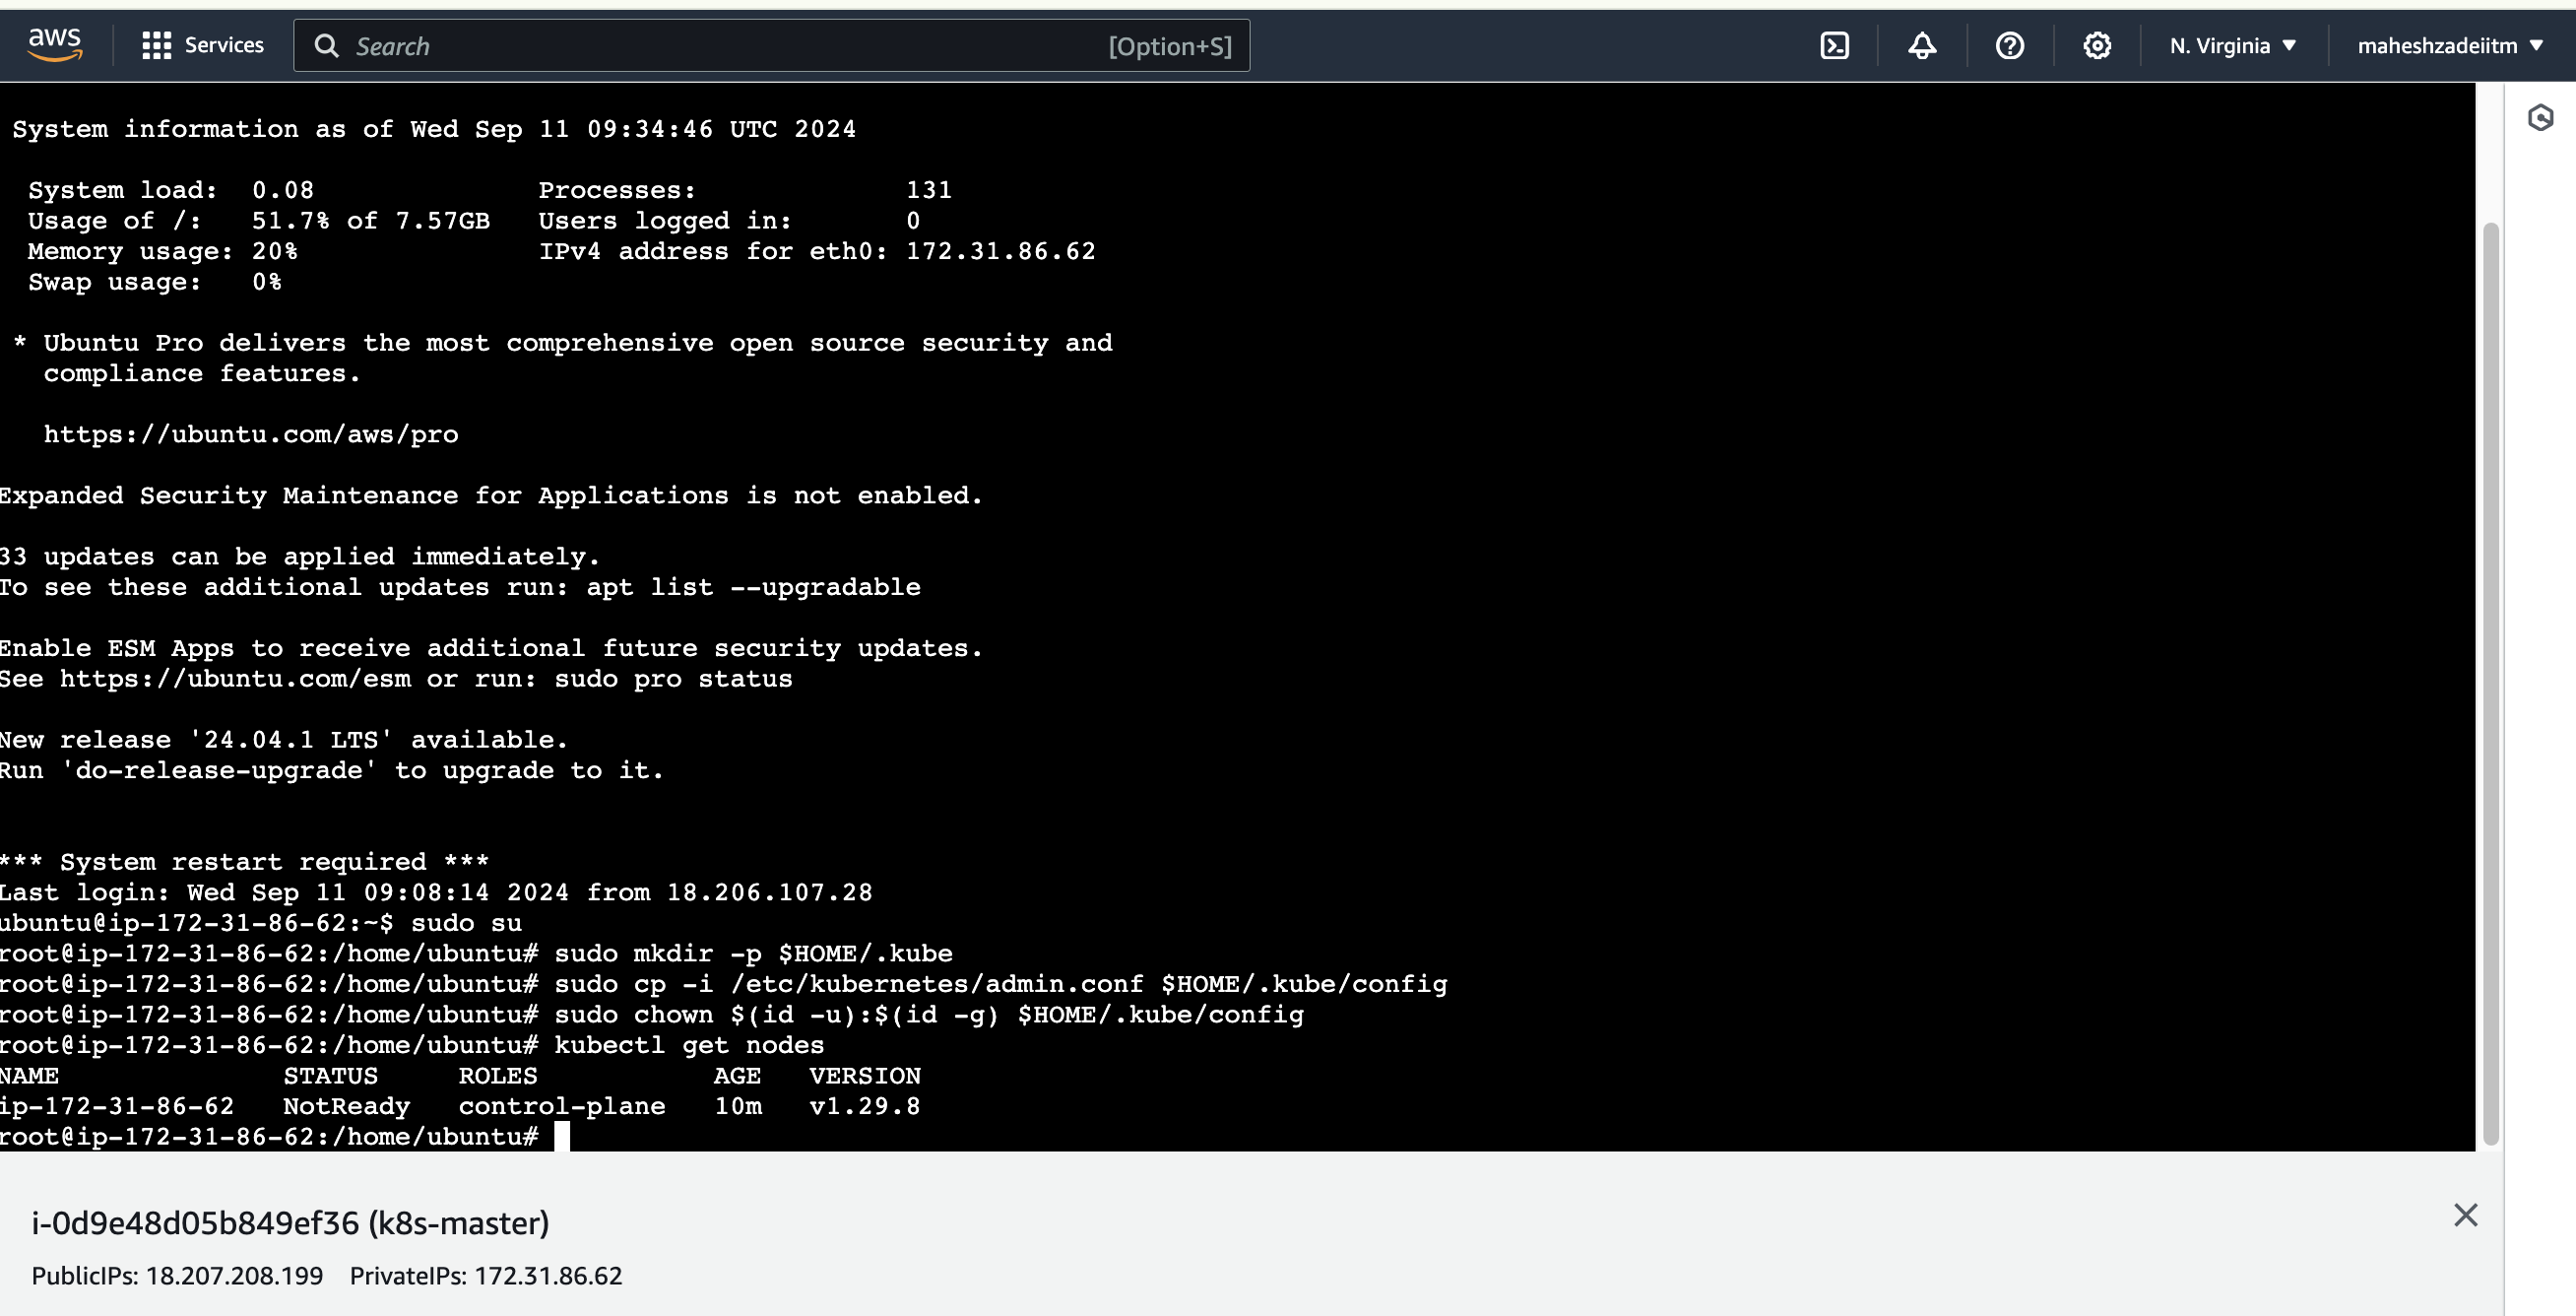 aws Services Search [Option+S] N. Virginia maheshzadeiitm
System information as of Wed Sep 11 09:34:46 UTC 2024
System load: 0.08 Processes: 131
Usage of /: 51.7% of 7.57GB Users logged in: 0
Memory usage: 20% IPv4 address for eth0: 172.31.86.62
Swap usage: 0%
* Ubuntu Pro delivers the most comprehensive open source security and
compliance features.
https://ubuntu.com/aws/pro
Expanded Security Maintenance for Applications is not enabled.
33 updates can be applied immediately.
To see these additional updates run: apt list --upgradable
Enable ESM Apps to receive additional future security updates.
See https://ubuntu.com/esm or run: sudo pro status
New release '24.04.1 LTS' available.
Run 'do-release-upgrade' to upgrade to it.
*** System restart required ***
Last login: Wed Sep 11 09:08:14 2024 from 18.206.107.28
ubuntu@ip-172-31-86-62:~$ sudo su
root@ip-172-31-86-62:/home/ubuntu# sudo mkdir -p $HOME/.kube
root@ip-172-31-86-62:/home/ubuntu# sudo cp -i /etc/kubernetes/admin.conf $HOME/.kube/config
root@ip-172-31-86-62:/home/ubuntu# sudo chown $(id -u):$(id -g) $HOME/.kube/config
root@ip-172-31-86-62:/home/ubuntu# kubectl get nodes
NAME STATUS ROLES AGE VERSION
ip-172-31-86-62 NotReady control-plane 10m v1.29.8
root@ip-172-31-86-62:/home/ubuntu#
i-0d9e48d05b849ef36 (k8s-master)
PublicIPs: 18.207.208.199 PrivateIPs: 172.31.86.62